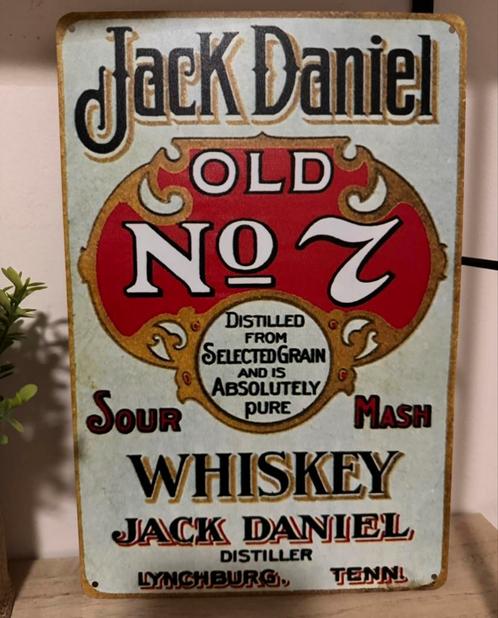 Jack Daniel
OLD
No 7
DISTILLED
FROM
SELECTED GRAIN
AND IS
ABSOLUTELY
PURE
SOUR MASH
WHISKEY
JACK DANIEL
DISTILLER
LYNCHBURG., TENN.